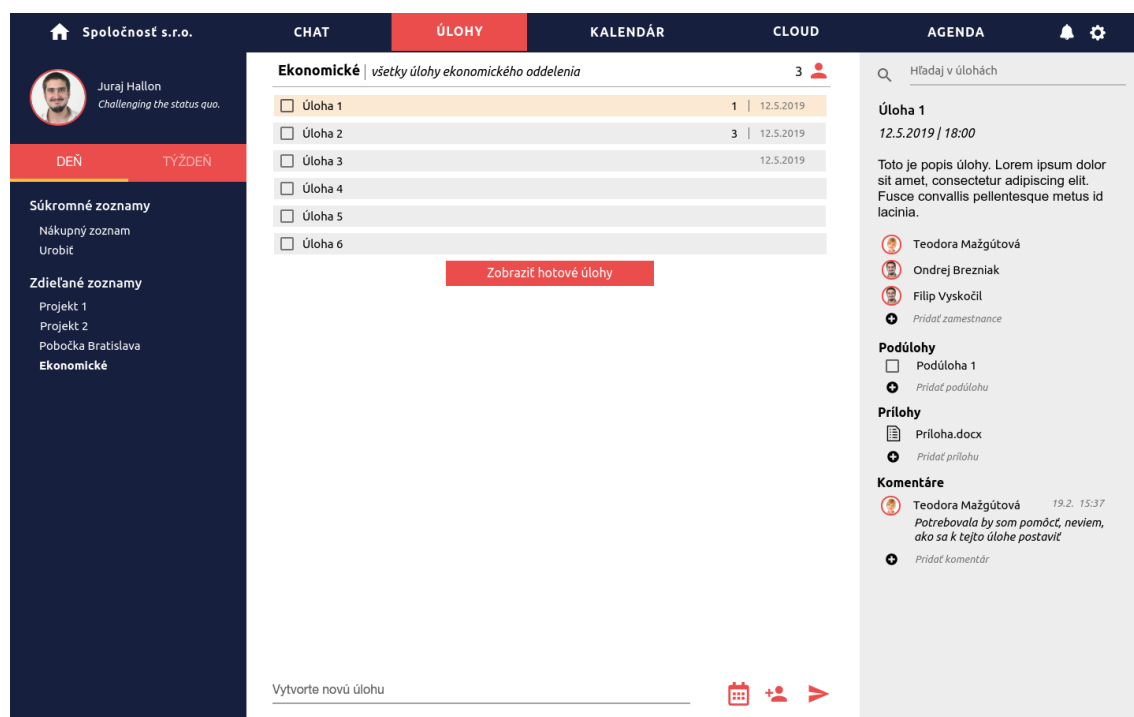 Spoločnosť s.r.o.
CHAT
ÚLOHY
KALENDÁR
CLOUD
AGENDA
Juraj Hallon
Challenging the status quo.
DEŇ
TÝŽDEŇ
Súkromné zoznamy
Nákupný zoznam
Urobiť
Zdieľané zoznamy
Projekt 1
Projekt 2
Pobočka Bratislava
Ekonomické
Ekonomické | všetky úlohy ekonomického oddelenia 3
Úloha 1 1 | 12.5.2019
Úloha 2 3 | 12.5.2019
Úloha 3 12.5.2019
Úloha 4
Úloha 5
Úloha 6
Zobraziť hotové úlohy
Vytvorte novú úlohu
Hľadaj v úlohách
Úloha 1
12.5.2019 | 18:00
Toto je popis úlohy. Lorem ipsum dolor
sit amet, consectetur adipiscing elit.
Fusce convallis pellentesque metus id
lacinia.
Teodora Mažgútová
Ondrej Brezniak
Filip Vyskočil
Pridať zamestnance
Podúlohy
Podúloha 1
Pridať podúlohu
Prílohy
Príloha.docx
Pridať prílohu
Komentáre
Teodora Mažgútová 19.2. 15:37
Potrebovala by som pomôcť, neviem,
ako sa k tejto úlohe postaviť
Pridať komentár